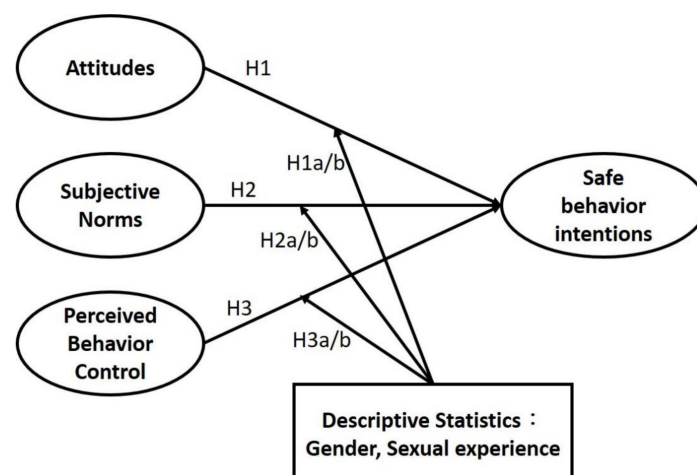 Attitudes
H1
H1a/b
Subjective
Norms
H2
H2a/b
Safe
behavior
intentions
Perceived
Behavior
Control
H3
H3a/b
Descriptive Statistics：
Gender, Sexual experience